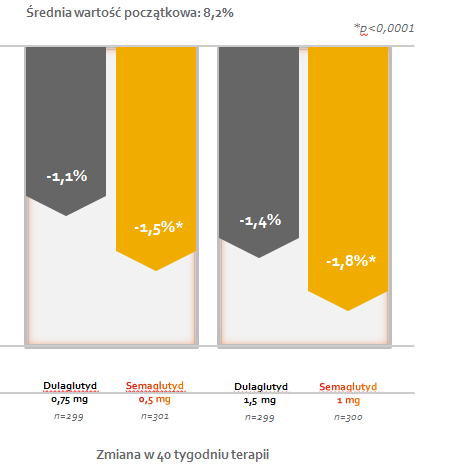 Średnia wartość początkowa: 8,2%
*p<0,0001
-1,1%
-1,5%*
-1,4%
-1,8%*
Dulaglutyd Semaglutyd Dulaglutyd Semaglutyd
0,75 mg 0,5 mg 1,5 mg 1 mg
n=299 n=301 n=299 n=300
Zmiana w 40 tygodniu terapii